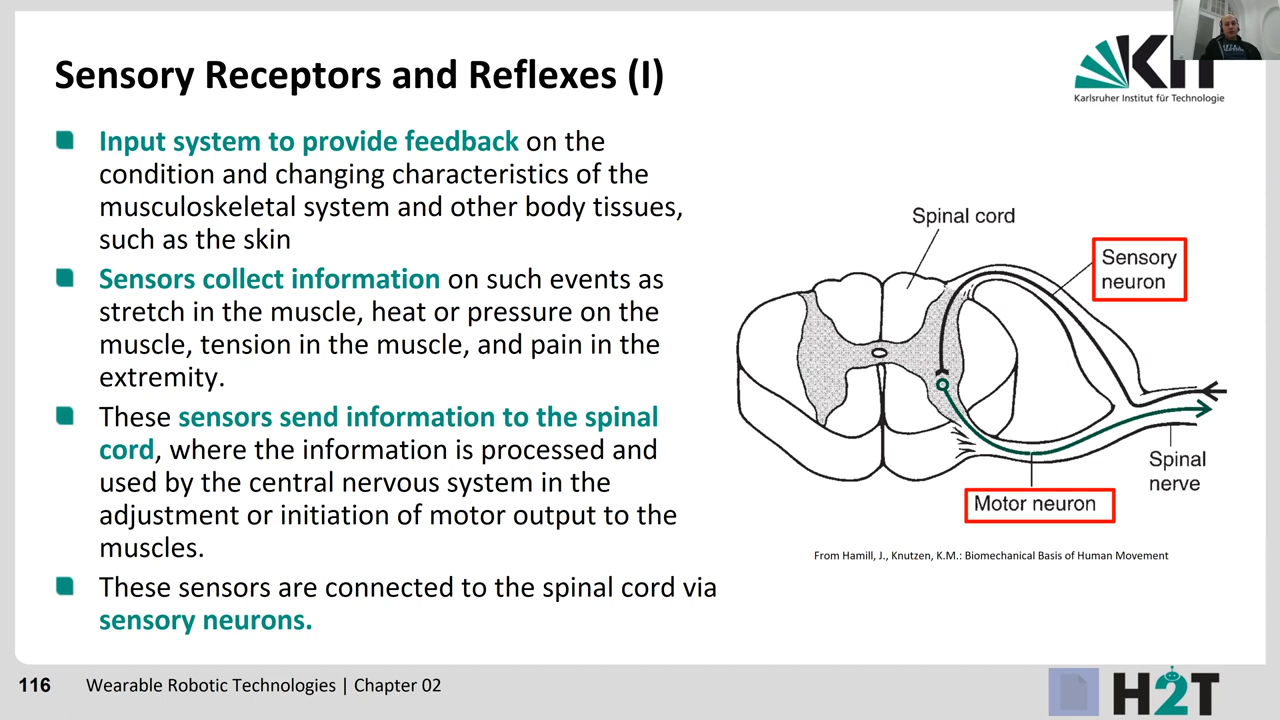 Sensory Receptors and Reflexes (I)
KIT
Karlsruher Institut für Technologie
Input system to provide feedback on the
condition and changing characteristics of the
musculoskeletal system and other body tissues,
such as the skin
Sensors collect information on such events as
stretch in the muscle, heat or pressure on the
muscle, tension in the muscle, and pain in the
extremity.
These sensors send information to the spinal
cord, where the information is processed and
used by the central nervous system in the
adjustment or initiation of motor output to the
muscles.
These sensors are connected to the spinal cord via
sensory neurons.
Spinal cord
Sensory
neuron
Spinal
nerve
Motor neuron
From Hamill, J., Knutzen, K.M.: Biomechanical Basis of Human Movement
116
Wearable Robotic Technologies | Chapter 02
H2T